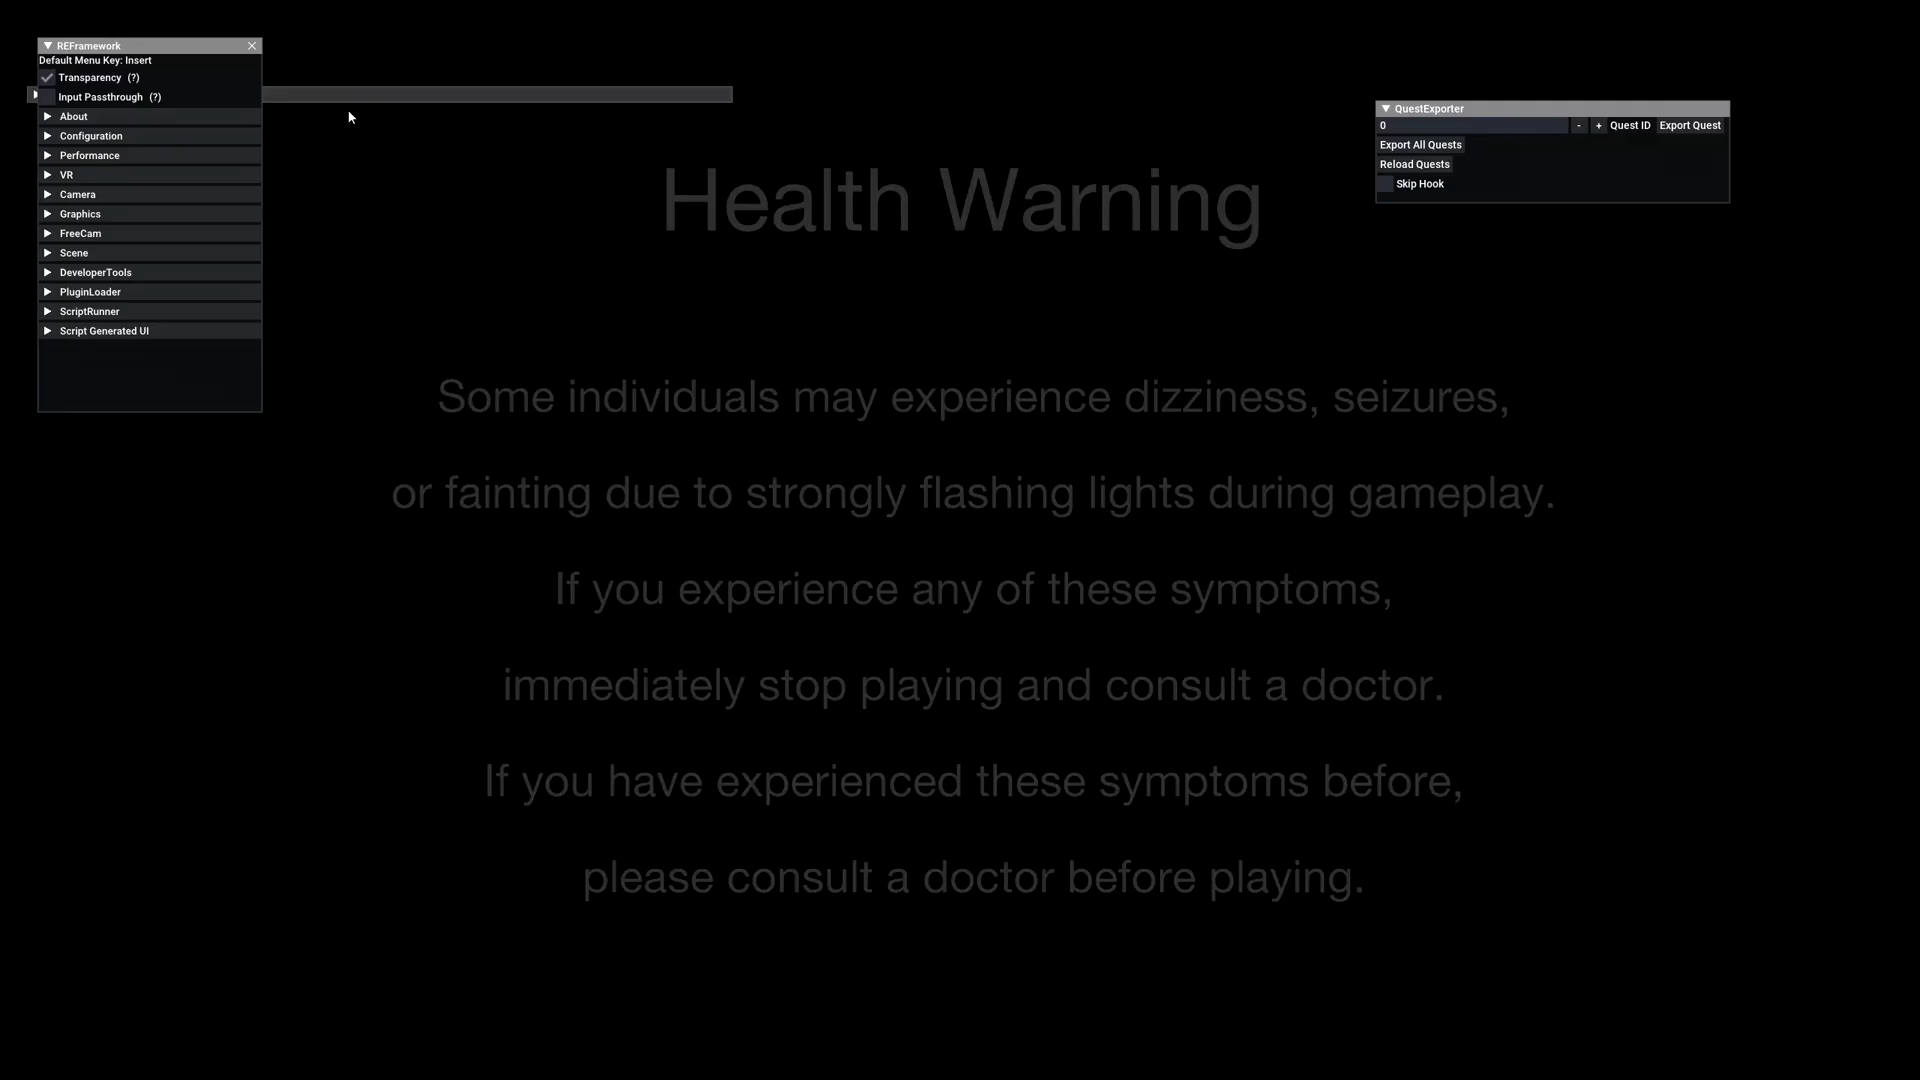 REFramework
Default Menu Key: Insert
Transparency (?)
Input Passthrough (?)
About
Configuration
Performance
VR
Camera
Graphics
FreeCam
Scene
DeveloperTools
PluginLoader
ScriptRunner
Script Generated UI
QuestExporter
0 - + Quest ID Export Quest
Export All Quests
Reload Quests
Skip Hook
Health Warning
Some individuals may experience dizziness, seizures,
or fainting due to strongly flashing lights during gameplay.
If you experience any of these symptoms,
immediately stop playing and consult a doctor.
If you have experienced these symptoms before,
please consult a doctor before playing.